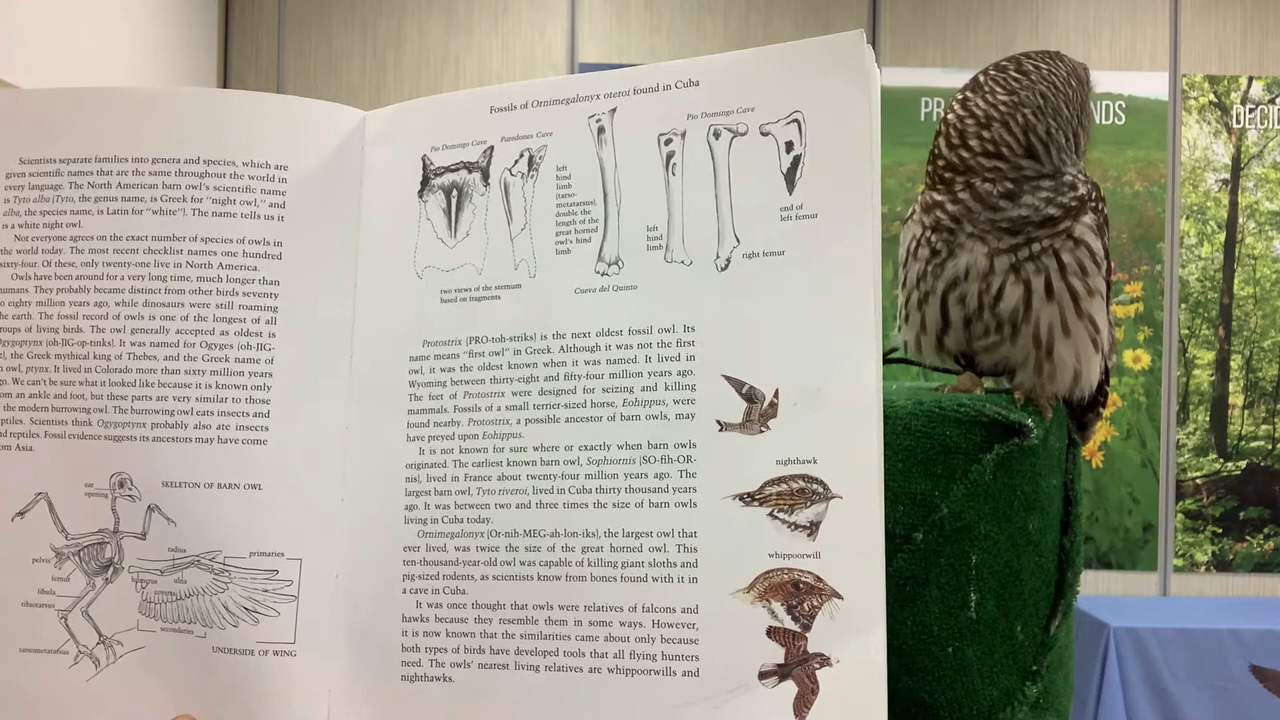 Scientists separate families into genera and species, which are
given scientific names that are the same throughout the world in
every language. The North American barn owl's scientific name
is Tyto alba (Tyto, the genus name, is Greek for "night owl," and
alba, the species name, is Latin for "white"). The name tells us it
is a white night owl.
Not everyone agrees on the exact number of species of owls in
the world today. The most recent checklist names one hundred
sixty-four. Of these, only twenty-one live in North America.
Owls have been around for a very long time, much longer than
humans. They probably became distinct from other birds seventy
o eighty million years ago, while dinosaurs were still roaming
he earth. The fossil record of owls is one of the longest of all
roups of living birds. The owl generally accepted as oldest is
gygoptynx (oh-JIG-op-tinks). It was named for Ogyges (oh-JIG-
), the Greek mythical king of Thebes, and the Greek name of
owl, ptynx. It lived in Colorado more than sixty million years
go. We can't be sure what it looked like because it is known only
om an ankle and foot, but these parts are very similar to those
the modern burrowing owl. The burrowing owl eats insects and
ptiles. Scientists think Ogygoptynx probably also ate insects
nd reptiles. Fossil evidence suggests its ancestors may have come
om Asia.
SKELETON OF BARN OWL
ear
opening
pelvis
femur
fibula
tibiotarsus
tarsometatarsus
radius
primaries
humerus
ulna
coverts
secondaries
UNDERSIDE OF WING
Fossils of Ornimegalonyx oteroi found in Cuba
Pio Domingo Cave
Paredones Cave
Pio Domingo Cave
left
hind
limb
(tarso-
metatarsus),
double the
length of the
great horned
owl's hind
limb
left
hind
limb
right femur
end of
left femur
two views of the sternum
based on fragments
Cueva del Quinto
Protostrix (PRO-toh-striks) is the next oldest fossil owl. Its
name means "first owl" in Greek. Although it was not the first
owl, it was the oldest known when it was named. It lived in
Wyoming between thirty-eight and fifty-four million years ago.
The feet of Protostrix were designed for seizing and killing
mammals. Fossils of a small terrier-sized horse, Eohippus, were
found nearby. Protostrix, a possible ancestor of barn owls, may
have preyed upon Eohippus.
It is not known for sure where or exactly when barn owls
originated. The earliest known barn owl, Sophiornis (SO-fih-OR-
nis), lived in France about twenty-four million years ago. The
largest barn owl, Tyto riveroi, lived in Cuba thirty thousand years
ago. It was between two and three times the size of barn owls
living in Cuba today.
Ornimegalonyx (Or-nih-MEG-ah-lon-iks), the largest owl that
ever lived, was twice the size of the great horned owl. This
ten-thousand-year-old owl was capable of killing giant sloths and
pig-sized rodents, as scientists know from bones found with it in
a cave in Cuba.
It was once thought that owls were relatives of falcons and
hawks because they resemble them in some ways. However,
it is now known that the similarities came about only because
both types of birds have developed tools that all flying hunters
need. The owls' nearest living relatives are whippoorwills and
nighthawks.
nighthawk
whippoorwill
PR NDS
DECID